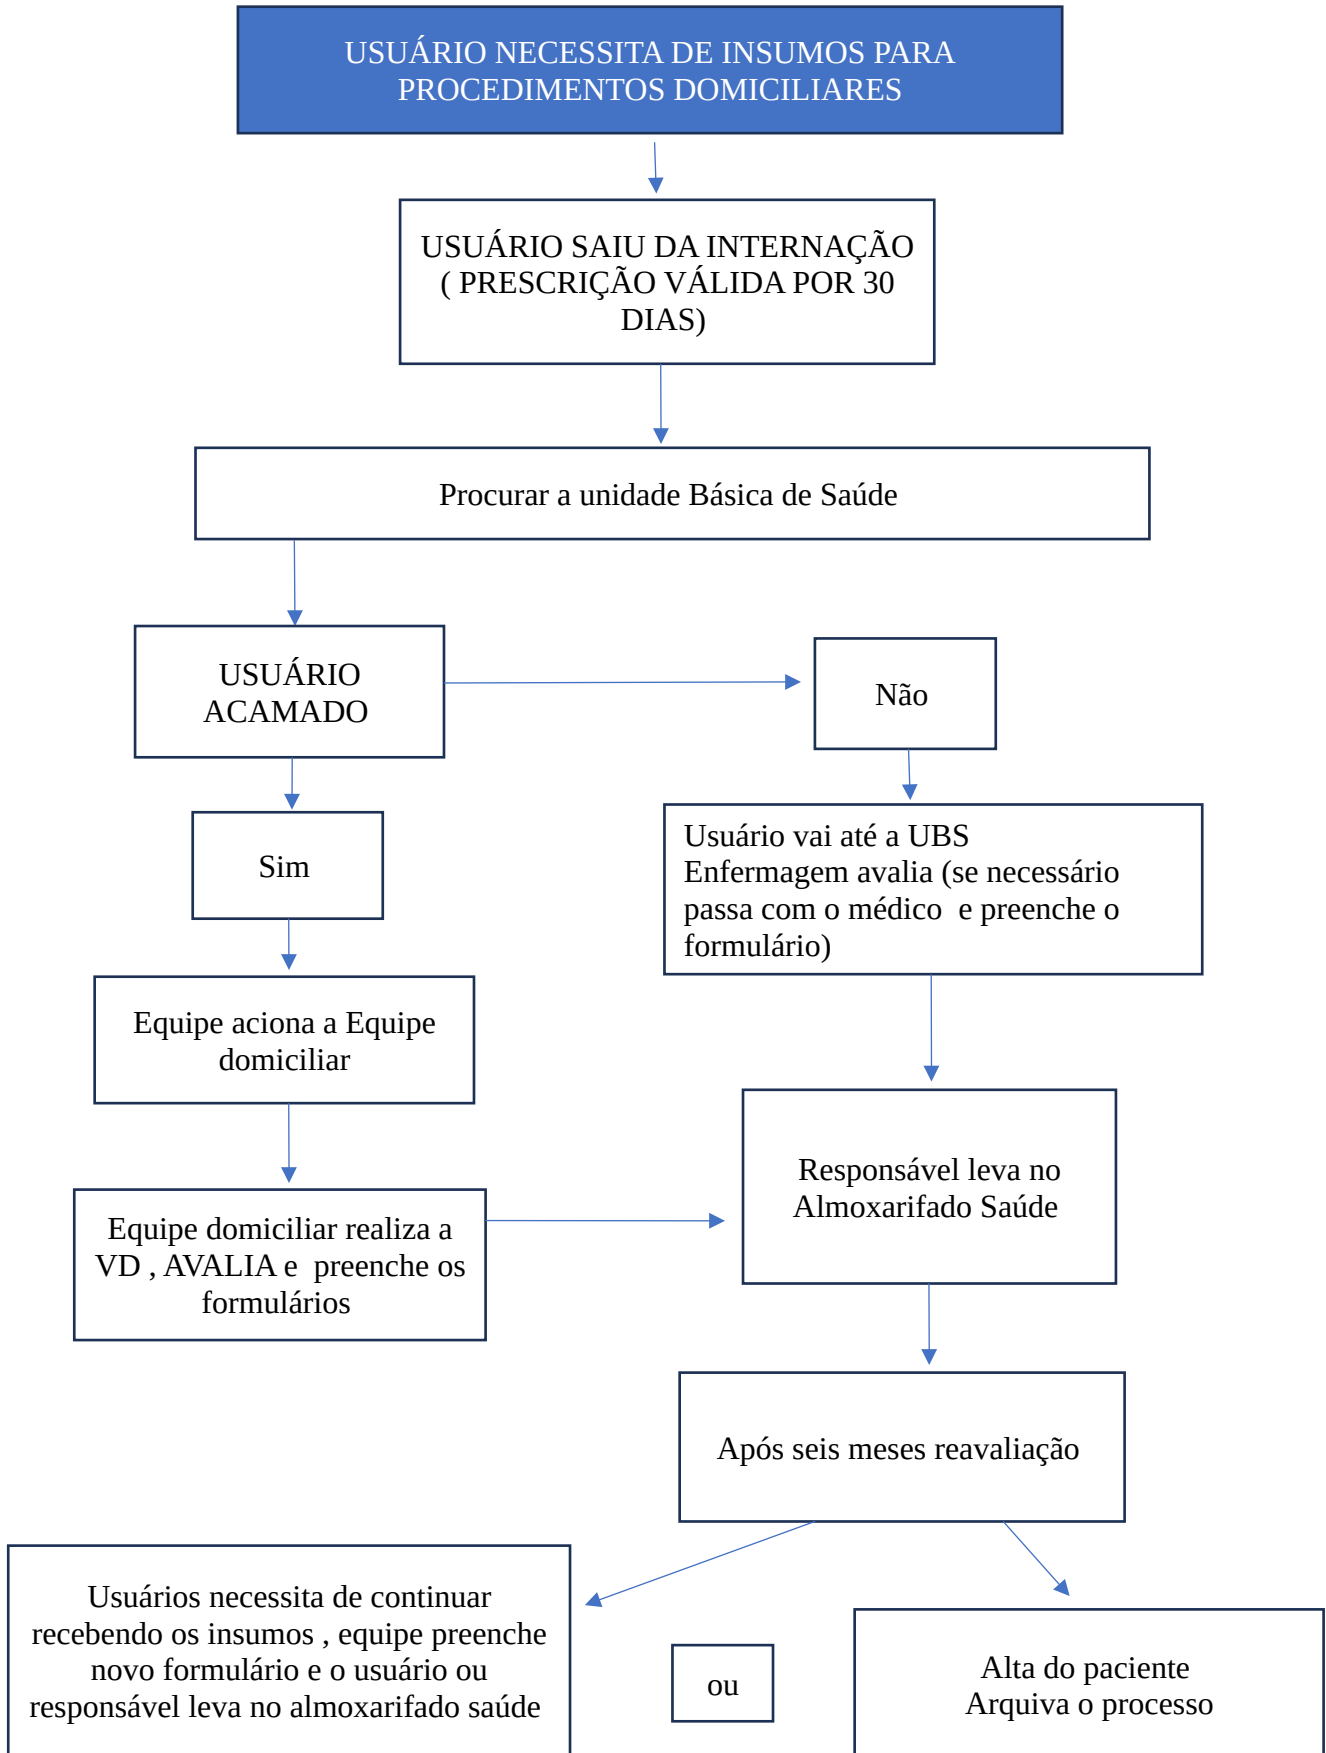 USUÁRIO NECESSITA DE INSUMOS PARA
PROCEDIMENTOS DOMICILIARES
USUÁRIO SAIU DA INTERNAÇÃO
( PRESCRIÇÃO VÁLIDA POR 30
DIAS)
Procurar a unidade Básica de Saúde
USUÁRIO
ACAMADO
Não
Sim
Usuário vai até a UBS
Enfermagem avalia (se necessário
passa com o médico  e preenche o
formulário)
Equipe aciona a Equipe
domiciliar
Responsável leva no
Almoxarifado Saúde
Equipe domiciliar realiza a
VD , AVALIA e  preenche os
formulários
Após seis meses reavaliação
Usuários necessita de continuar
recebendo os insumos , equipe preenche
novo formulário e o usuário ou
responsável leva no almoxarifado saúde
ou
Alta do paciente
Arquiva o processo